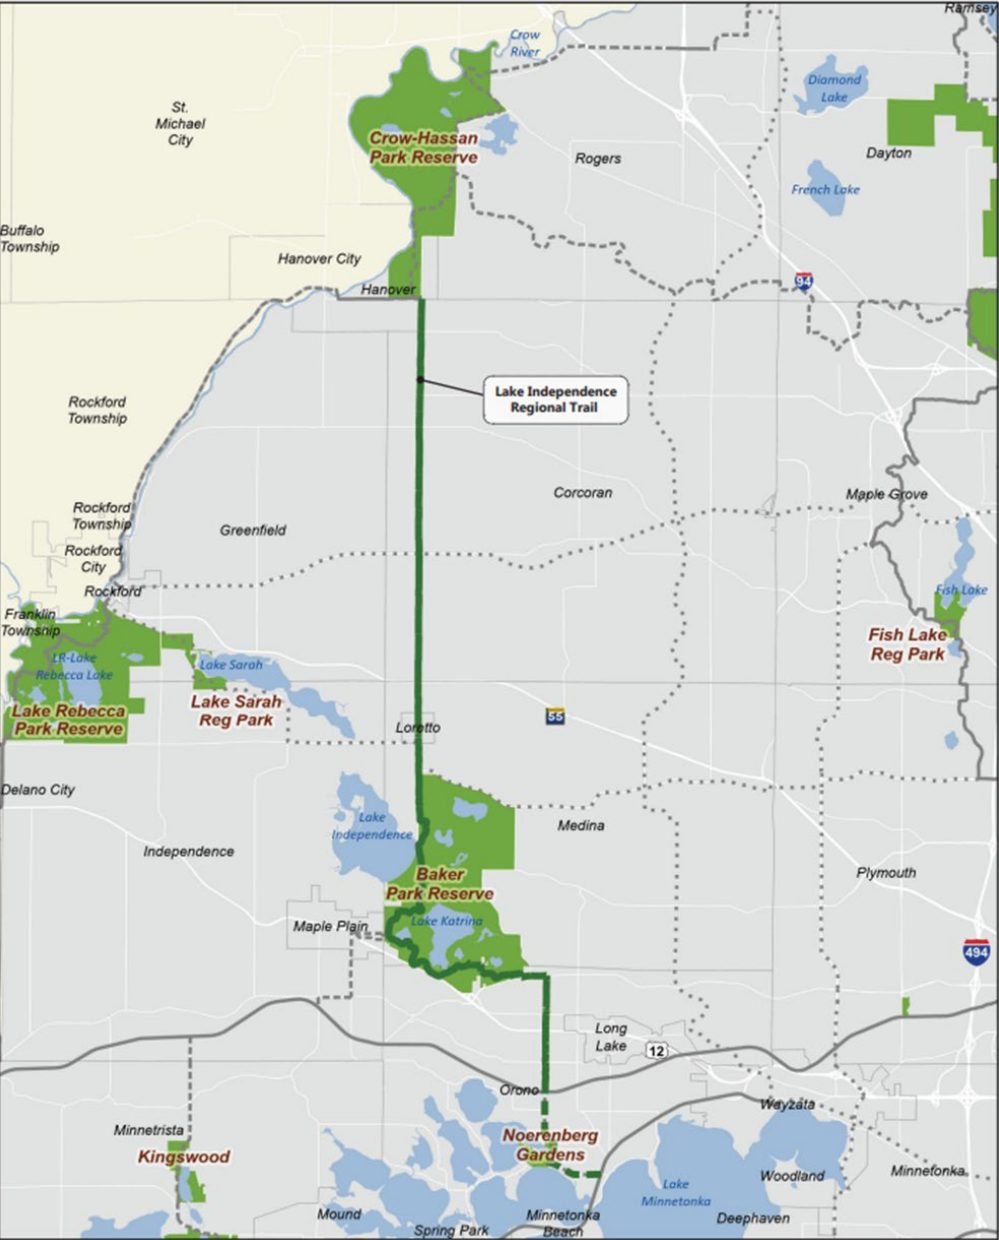 Ramsey
Crow
River
Diamond
Lake
St.
Michael
City
Crow-Hassan
Park Reserve
Rogers
Dayton
French Lake
Buffalo
Township
Hanover City
Hanover
94
Lake Independence
Regional Trail
Rockford
Township
Corcoran
Maple Grove
Rockford
Township
Greenfield
Rockford
City
Rockford
Fish Lake
Franklin
Township
Fish Lake
Reg Park
LR-Lake
Rebecca Lake
Lake Sarah
Lake Sarah
Reg Park
Lake Rebecca
Park Reserve
55
Loretto
Delano City
Lake
Independence
Medina
Independence
Baker
Park Reserve
Plymouth
Lake Katrina
Maple Plain
494
Long
Lake
12
Orono
Wayzata
Minnetrista
Noerenberg
Gardens
Kingswood
Woodland
Minnetonka
Lake
Minnetonka
Mound
Minnetonka
Beach
Deephaven
Spring Park